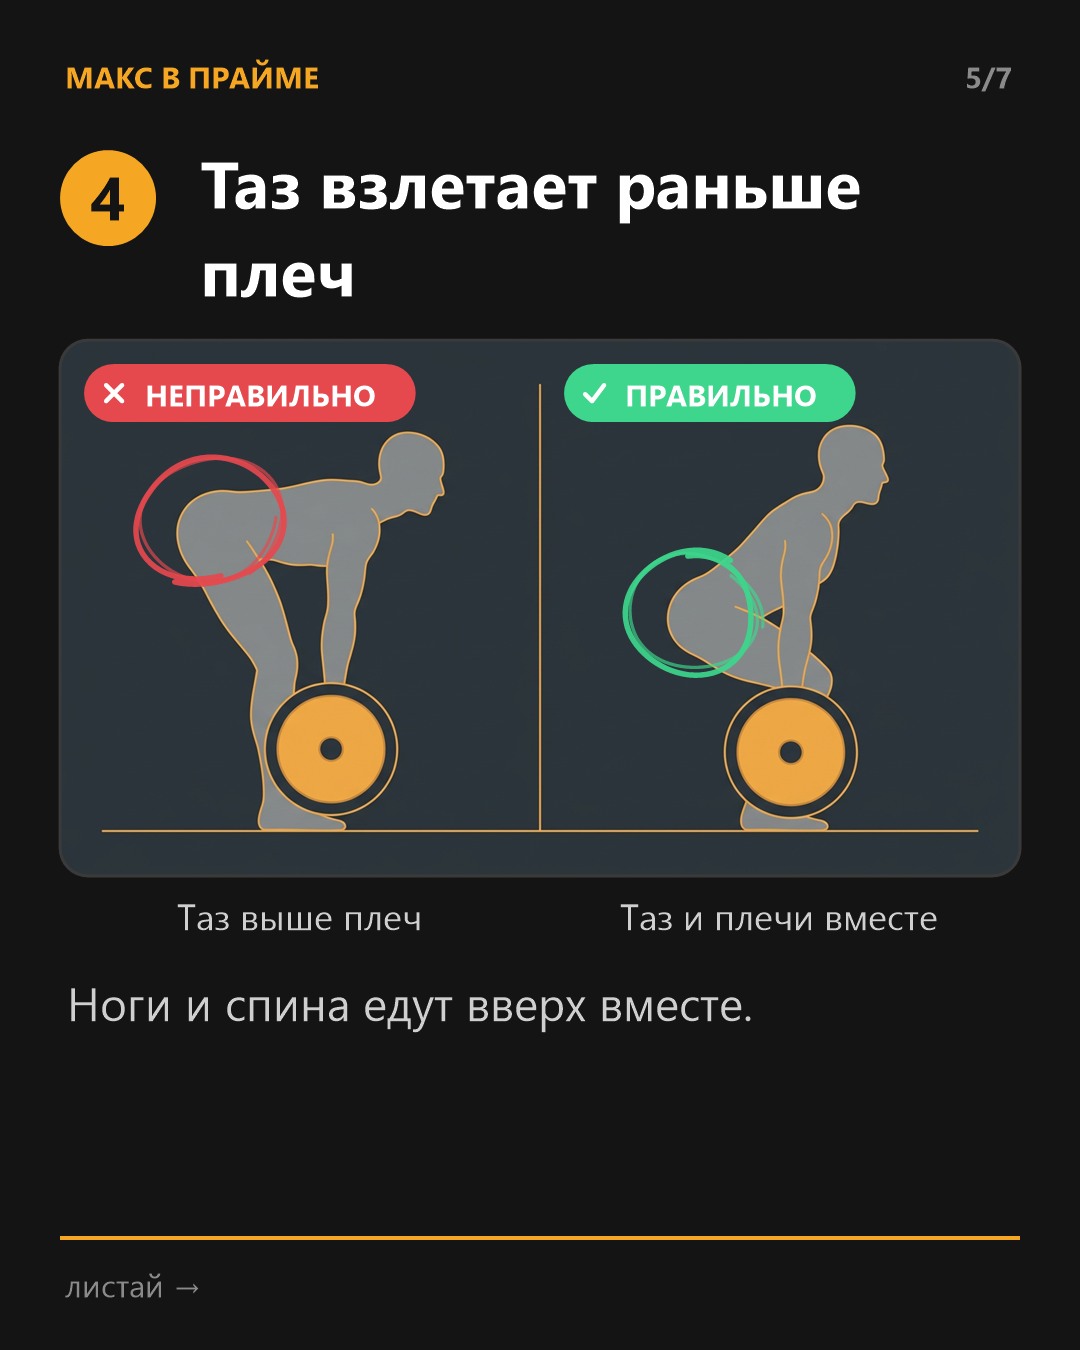 МАКС В ПРАЙМЕ
5/7
4
Таз взлетает раньше
плеч
НЕПРАВИЛЬНО
ПРАВИЛЬНО
Таз выше плеч
Таз и плечи вместе
Ноги и спина едут вверх вместе.
листай →